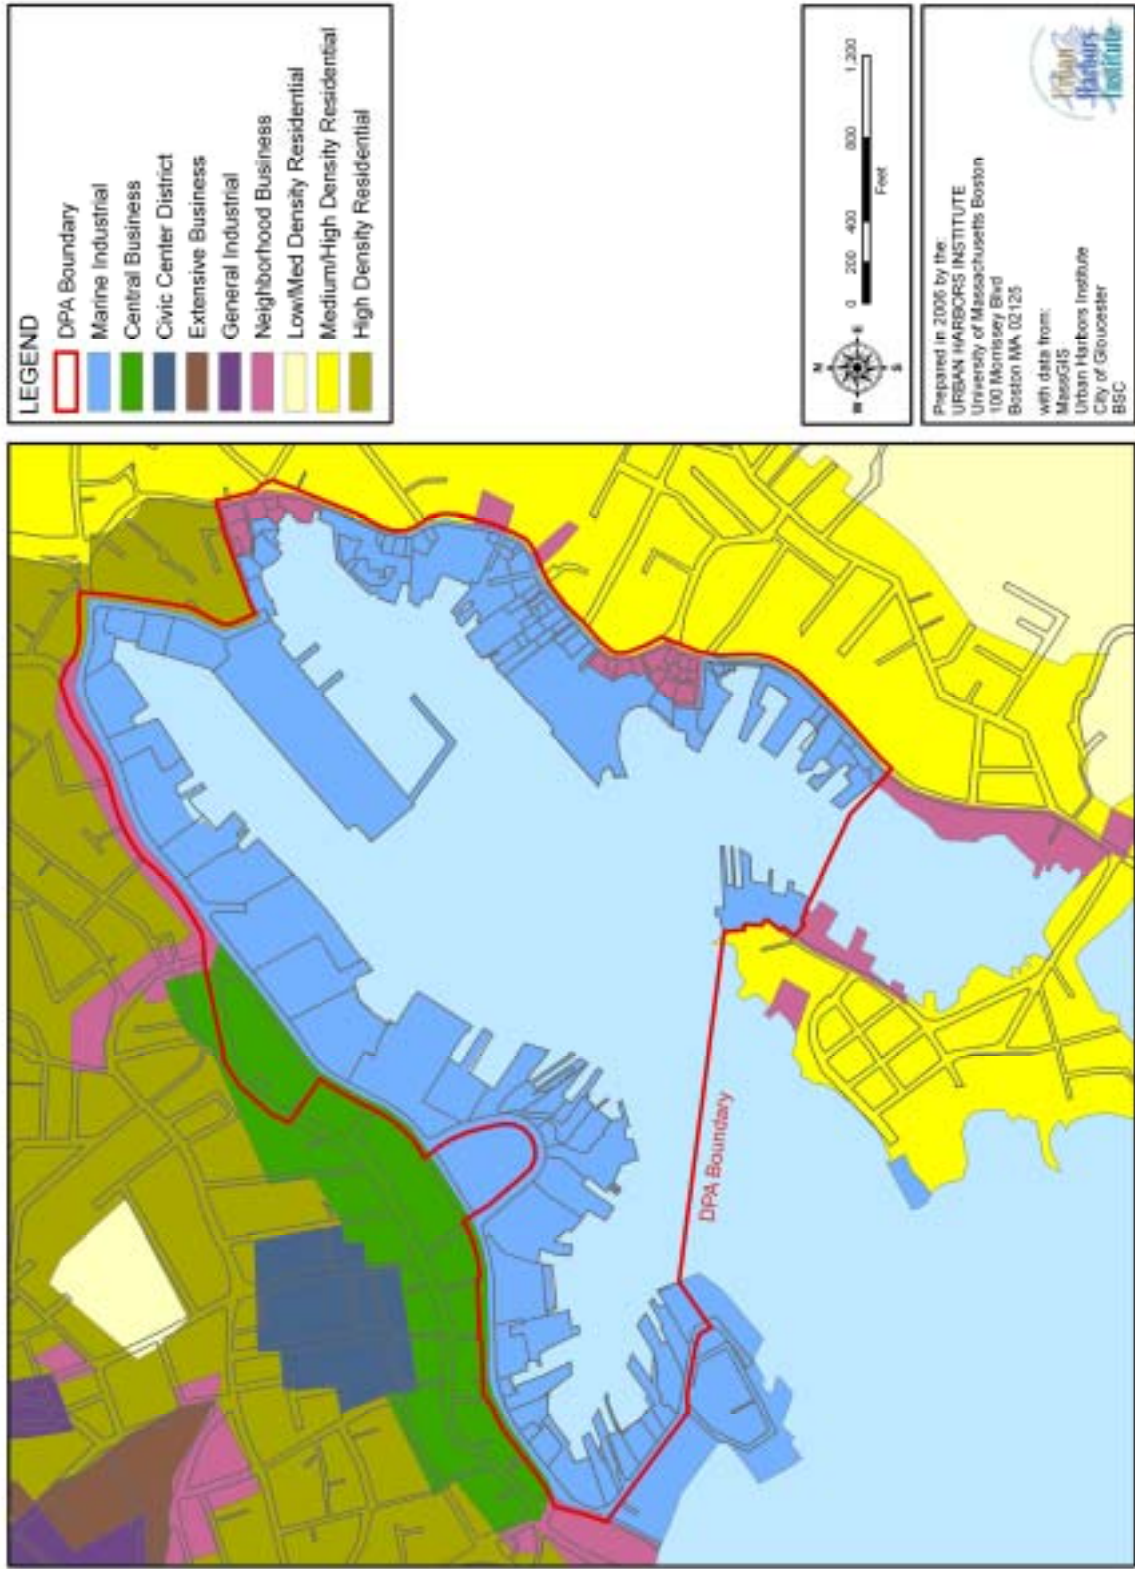 LEGEND
DPA Boundary
Marine Industrial
Central Business
Civic Center District
Extensive Business
General Industrial
Neighborhood Business
Low/Med Density Residential
Medium/High Density Residential
High Density Residential
N
W
E
S
0 200 400 800 1,200
Feet
Prepared in 2006 by the:
URBAN HARBORS INSTITUTE
University of Massachusetts Boston
100 Morrissey Blvd
Boston MA 02125
with data from:
MassGIS
Urban Harbors Institute
City of Gloucester
BSC
Urban
Harbors
Institute
DPA Boundary